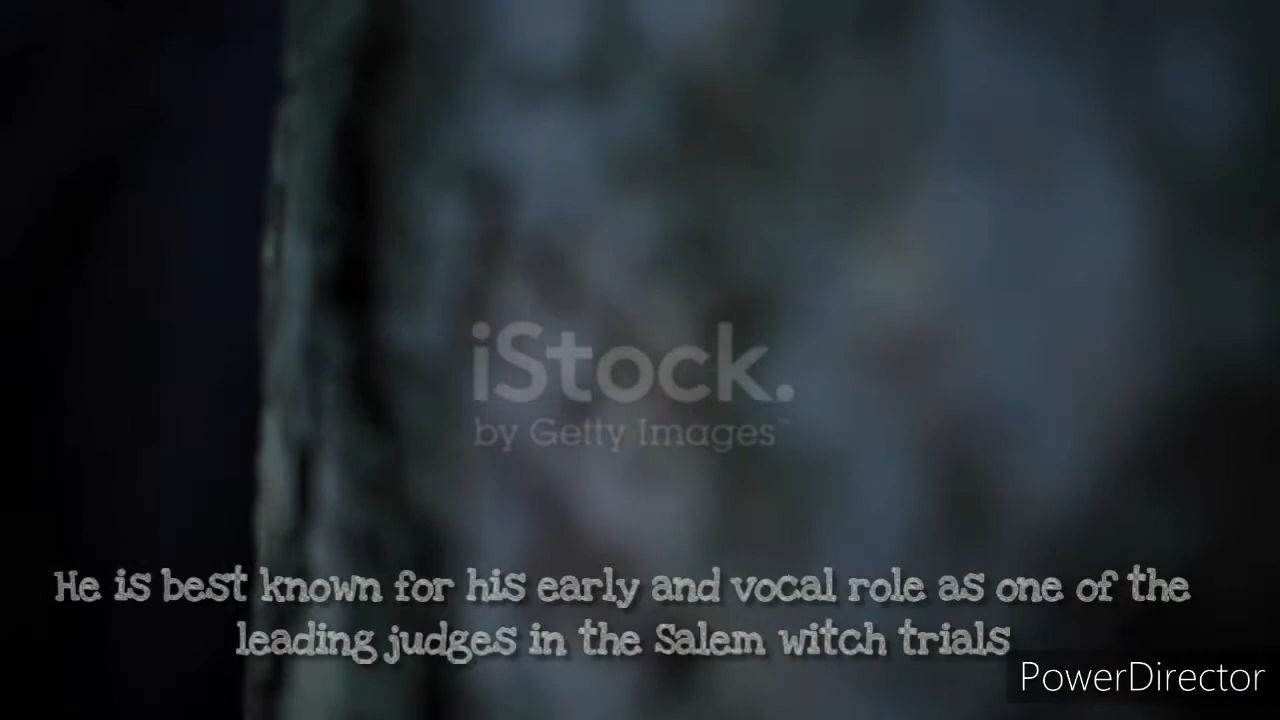 iStock.
by Getty Images™
He is best known for his early and vocal role as one of the
leading judges in the Salem witch trials
PowerDirector